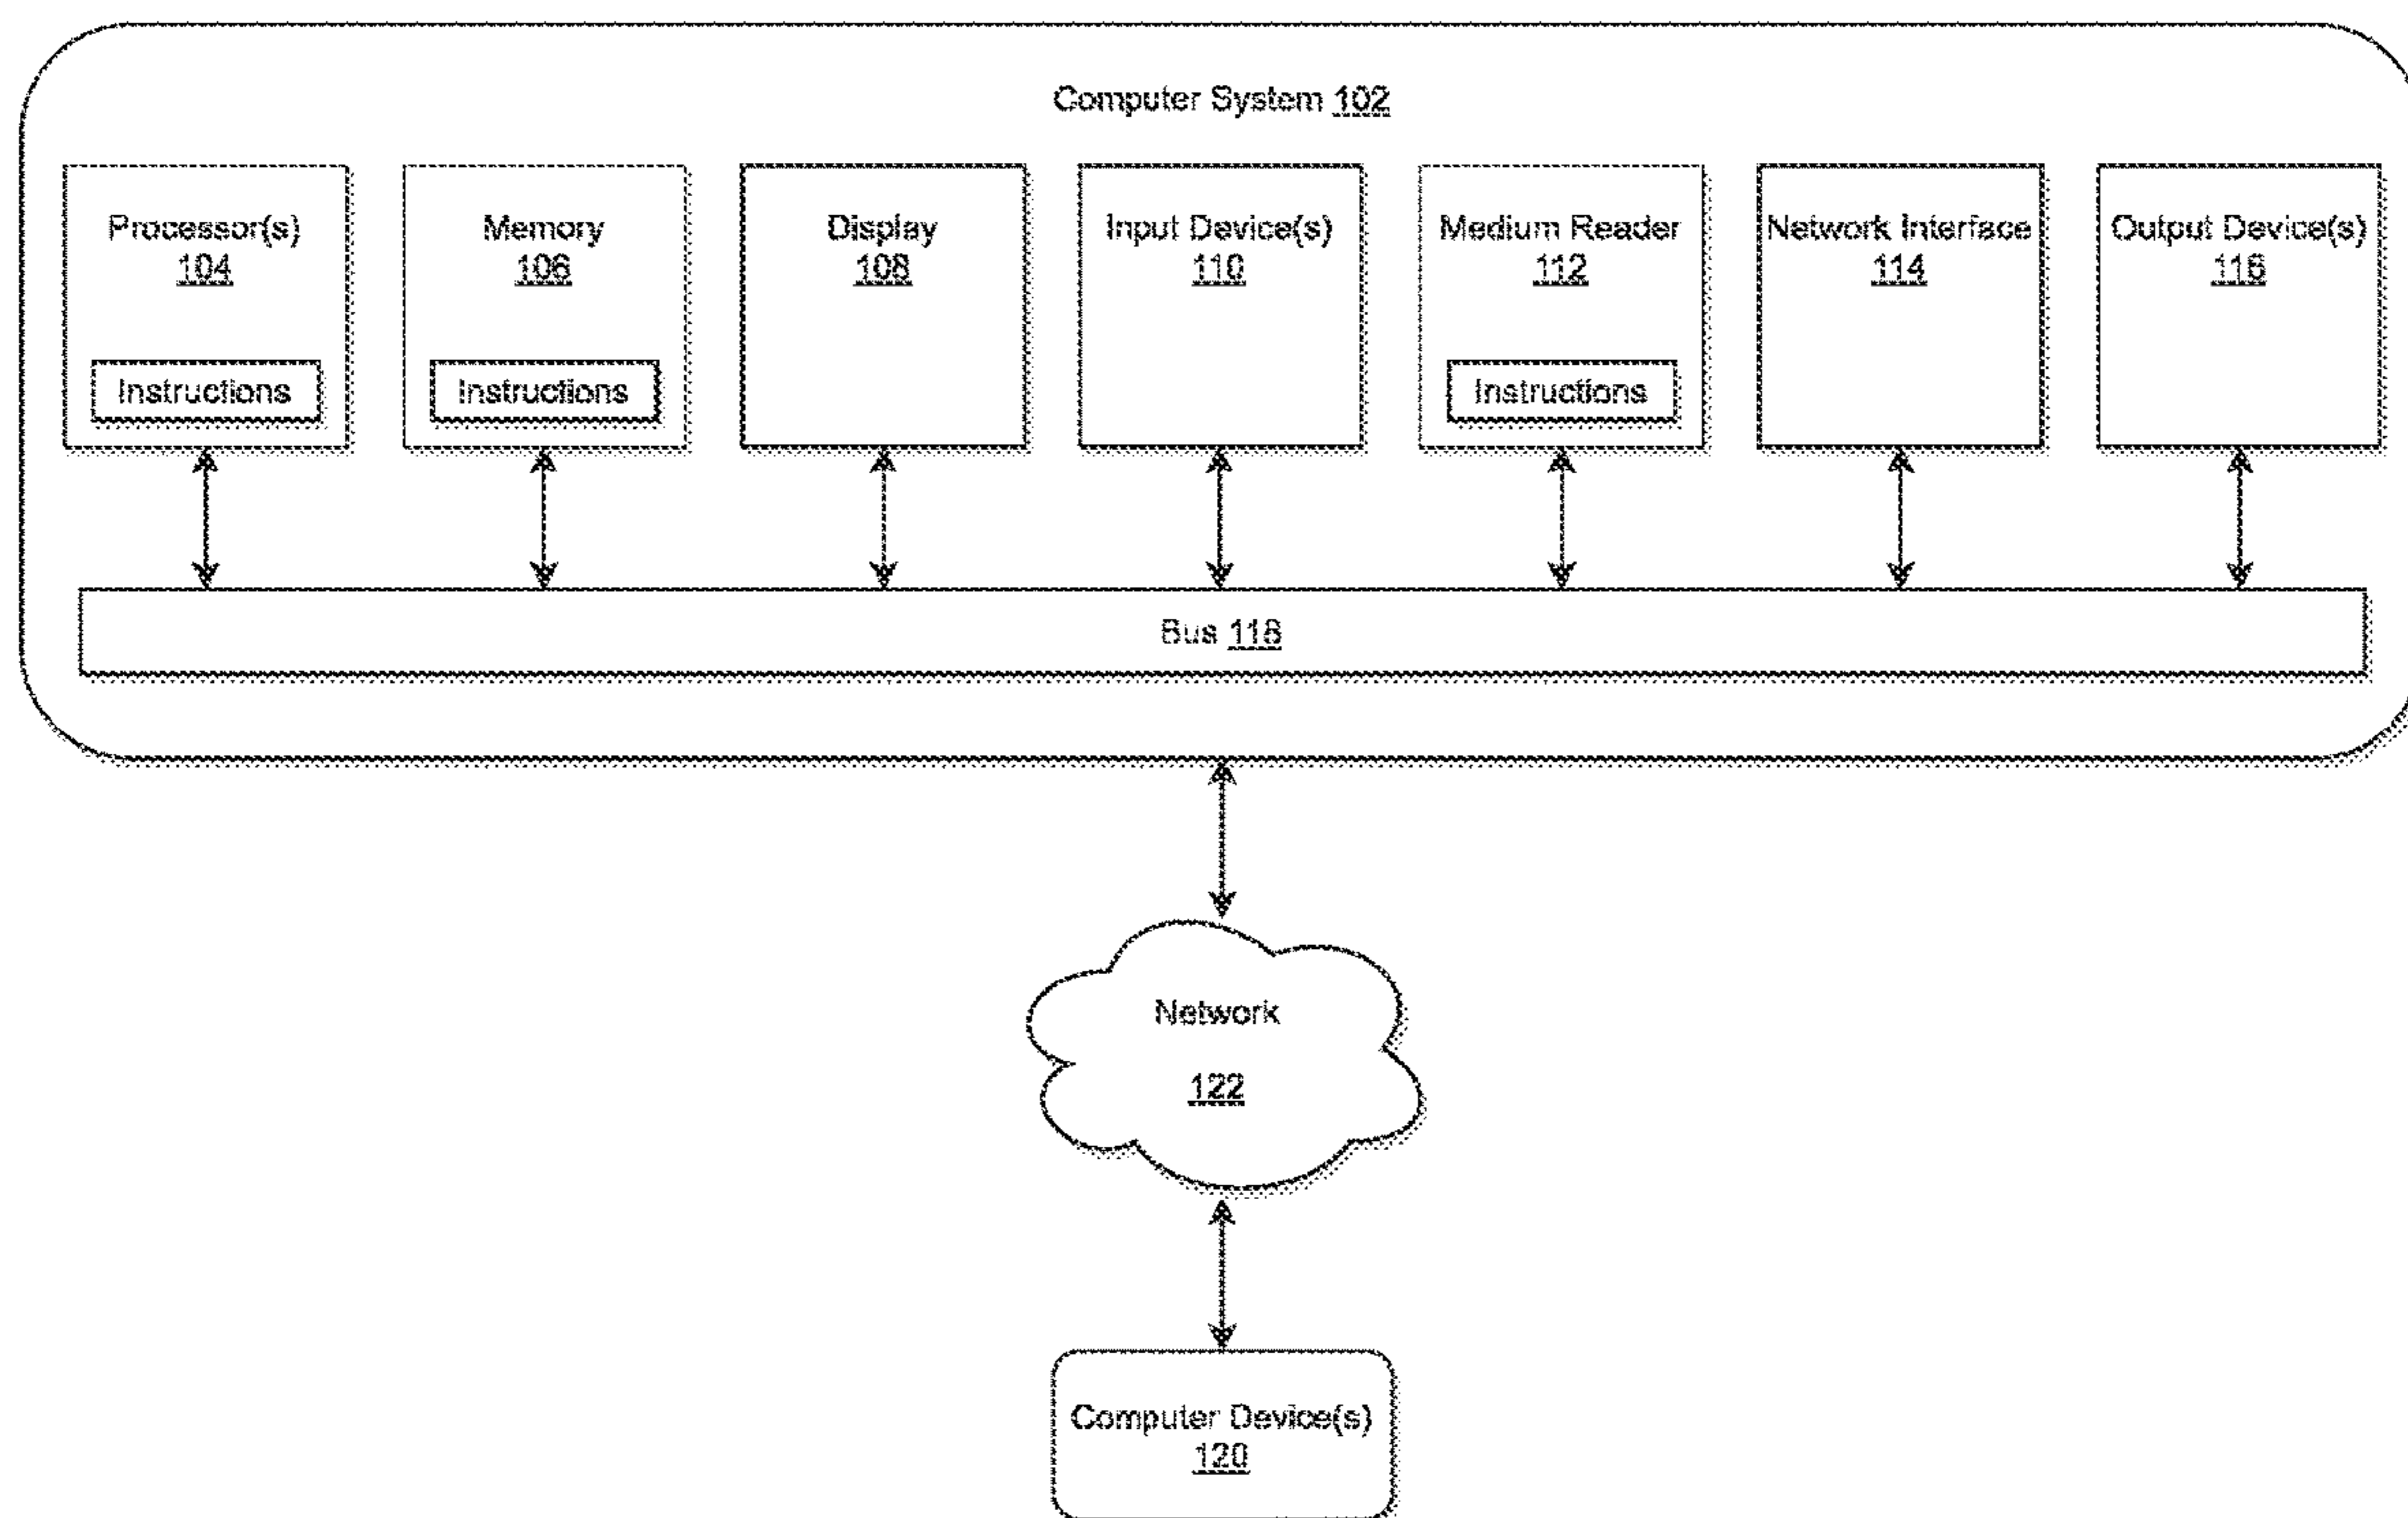 Computer System 102
Processor(s)
104
Instructions
Memory
106
Instructions
Display
108
Input Device(s)
110
Medium Reader
112
Instructions
Network Interface
114
Output Device(s)
116
Bus 118
Network
122
Computer Device(s)
120